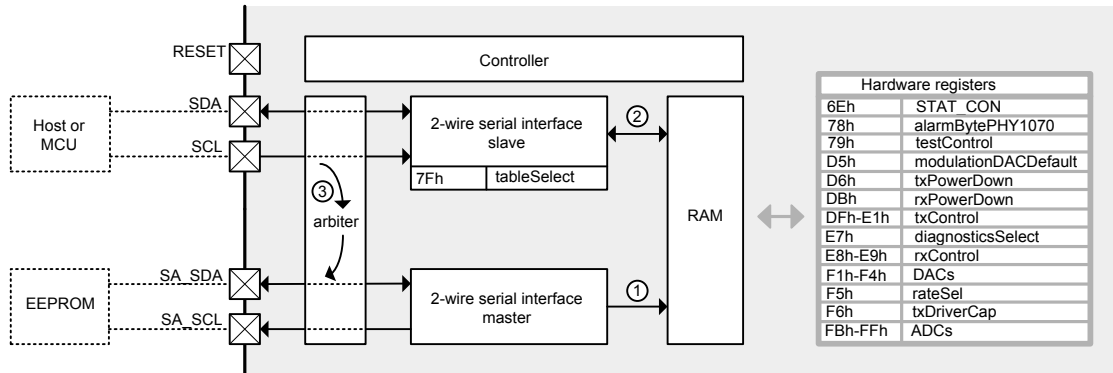 RESET
Controller
Host or
MCU
SDA
SCL
2-wire serial interface
slave
7Fh tableSelect
2
3
arbiter
RAM
EEPROM
SA_SDA
SA_SCL
2-wire serial interface
master
1
Hardware registers
6Eh STAT_CON
78h alarmBytePHY1070
79h testControl
D5h modulationDACDefault
D6h txPowerDown
DBh rxPowerDown
DFh-E1h txControl
E7h diagnosticsSelect
E8h-E9h rxControl
F1h-F4h DACs
F5h rateSel
F6h txDriverCap
FBh-FFh ADCs